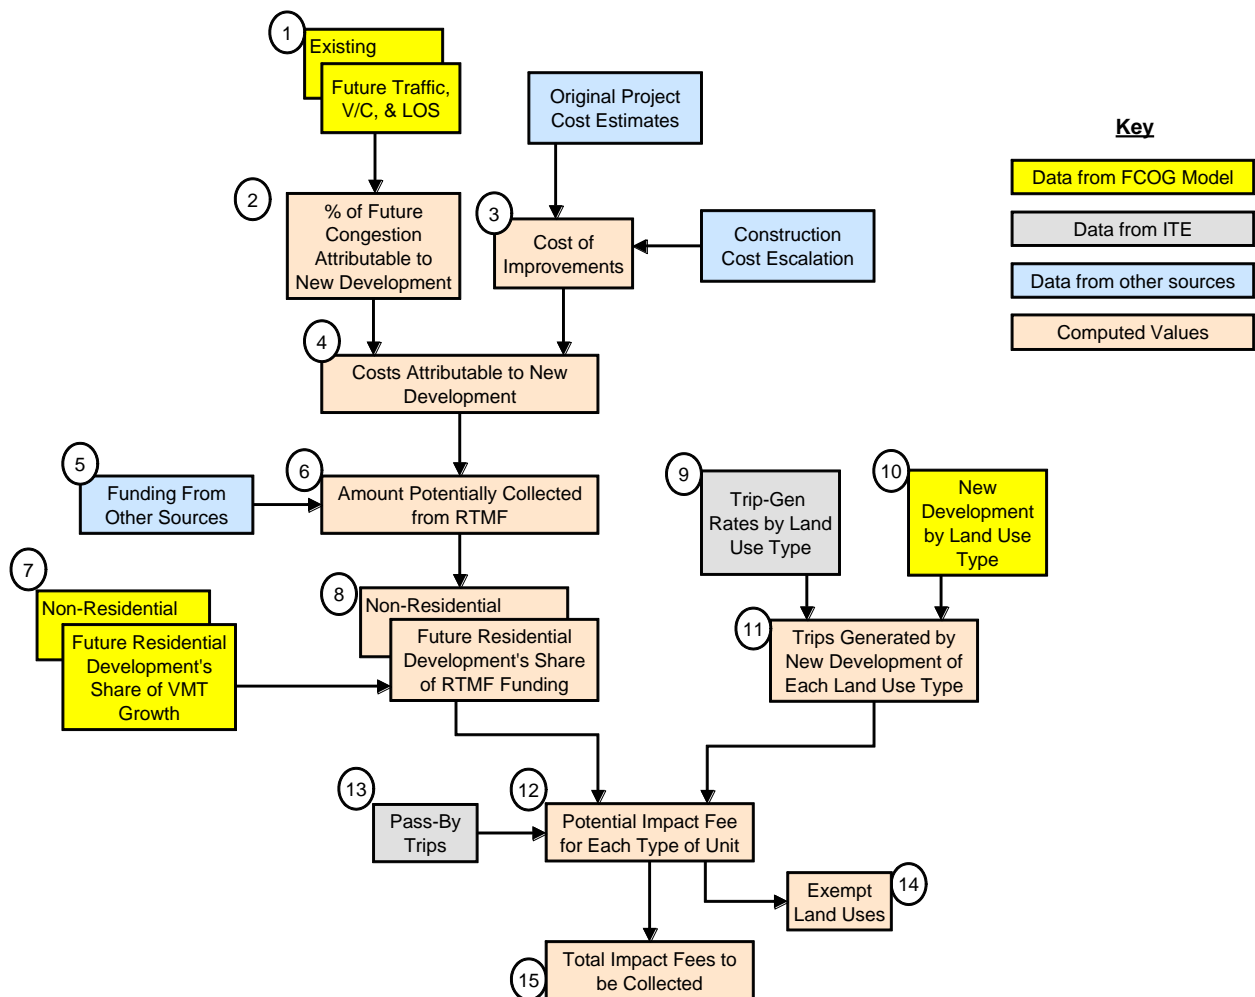 1
Existing
Future Traffic,
V/C, & LOS
Original Project
Cost Estimates
Key
Data from FCOG Model
Data from ITE
Data from other sources
Computed Values
2
% of Future
Congestion
Attributable to
New Development
3
Cost of
Improvements
Construction
Cost Escalation
4
Costs Attributable to New
Development
5
Funding From
Other Sources
6
Amount Potentially Collected
from RTMF
9
Trip-Gen
Rates by Land
Use Type
10
New
Development
by Land Use
Type
7
Non-Residential
Future Residential
Development's
Share of VMT
Growth
8
Non-Residential
Future Residential
Development's Share
of RTMF Funding
11
Trips Generated by
New Development of
Each Land Use Type
13
Pass-By
Trips
12
Potential Impact Fee
for Each Type of Unit
14
Exempt
Land Uses
15
Total Impact Fees to
be Collected